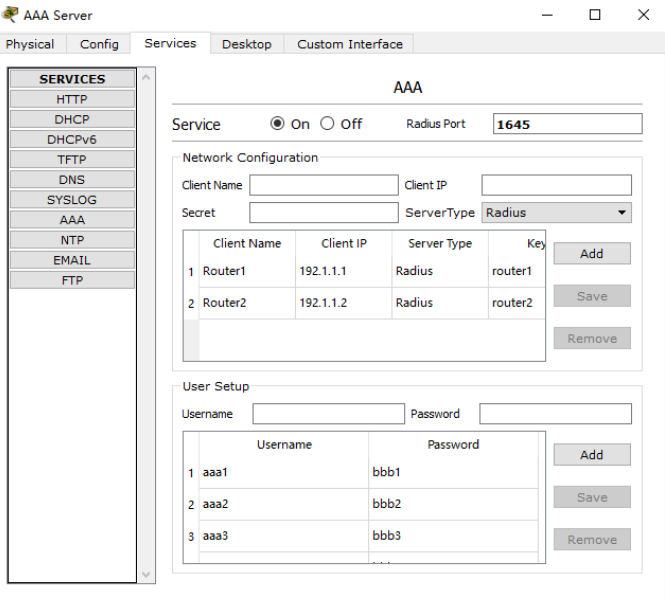 AAA Server
Physical Config Services Desktop Custom Interface
SERVICES
HTTP
DHCP
DHCPv6
TFTP
DNS
SYSLOG
AAA
NTP
EMAIL
FTP
AAA
Service On Off Radius Port 1645
Network Configuration
Client Name Client IP
Secret ServerType Radius
Client Name Client IP Server Type Key
1 Router1 192.1.1.1 Radius router1
2 Router2 192.1.1.2 Radius router2
Add
Save
Remove
User Setup
Username Password
Username Password
1 aaa1 bbb1
2 aaa2 bbb2
3 aaa3 bbb3
Add
Save
Remove